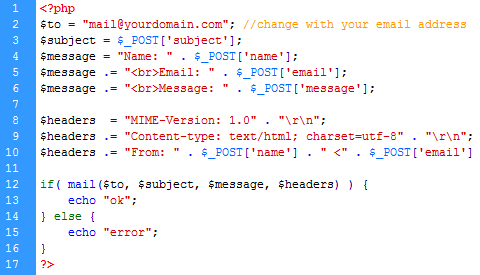 1 <?php
2 $to = "mail@yourdomain.com"; //change with your email address
3 $subject = $_POST['subject'];
4 $message = "Name: " . $_POST['name'];
5 $message .= "<br>Email: " . $_POST['email'];
6 $message .= "<br>Message: " . $_POST['message'];
7
8 $headers  = "MIME-Version: 1.0" . "\r\n";
9 $headers .= "Content-type: text/html; charset=utf-8" . "\r\n";
10 $headers .= "From: " . $_POST['name'] . " <" . $_POST['email']
11
12 if( mail($to, $subject, $message, $headers) ) {
13     echo "ok";
14 } else {
15     echo "error";
16 }
17 ?>